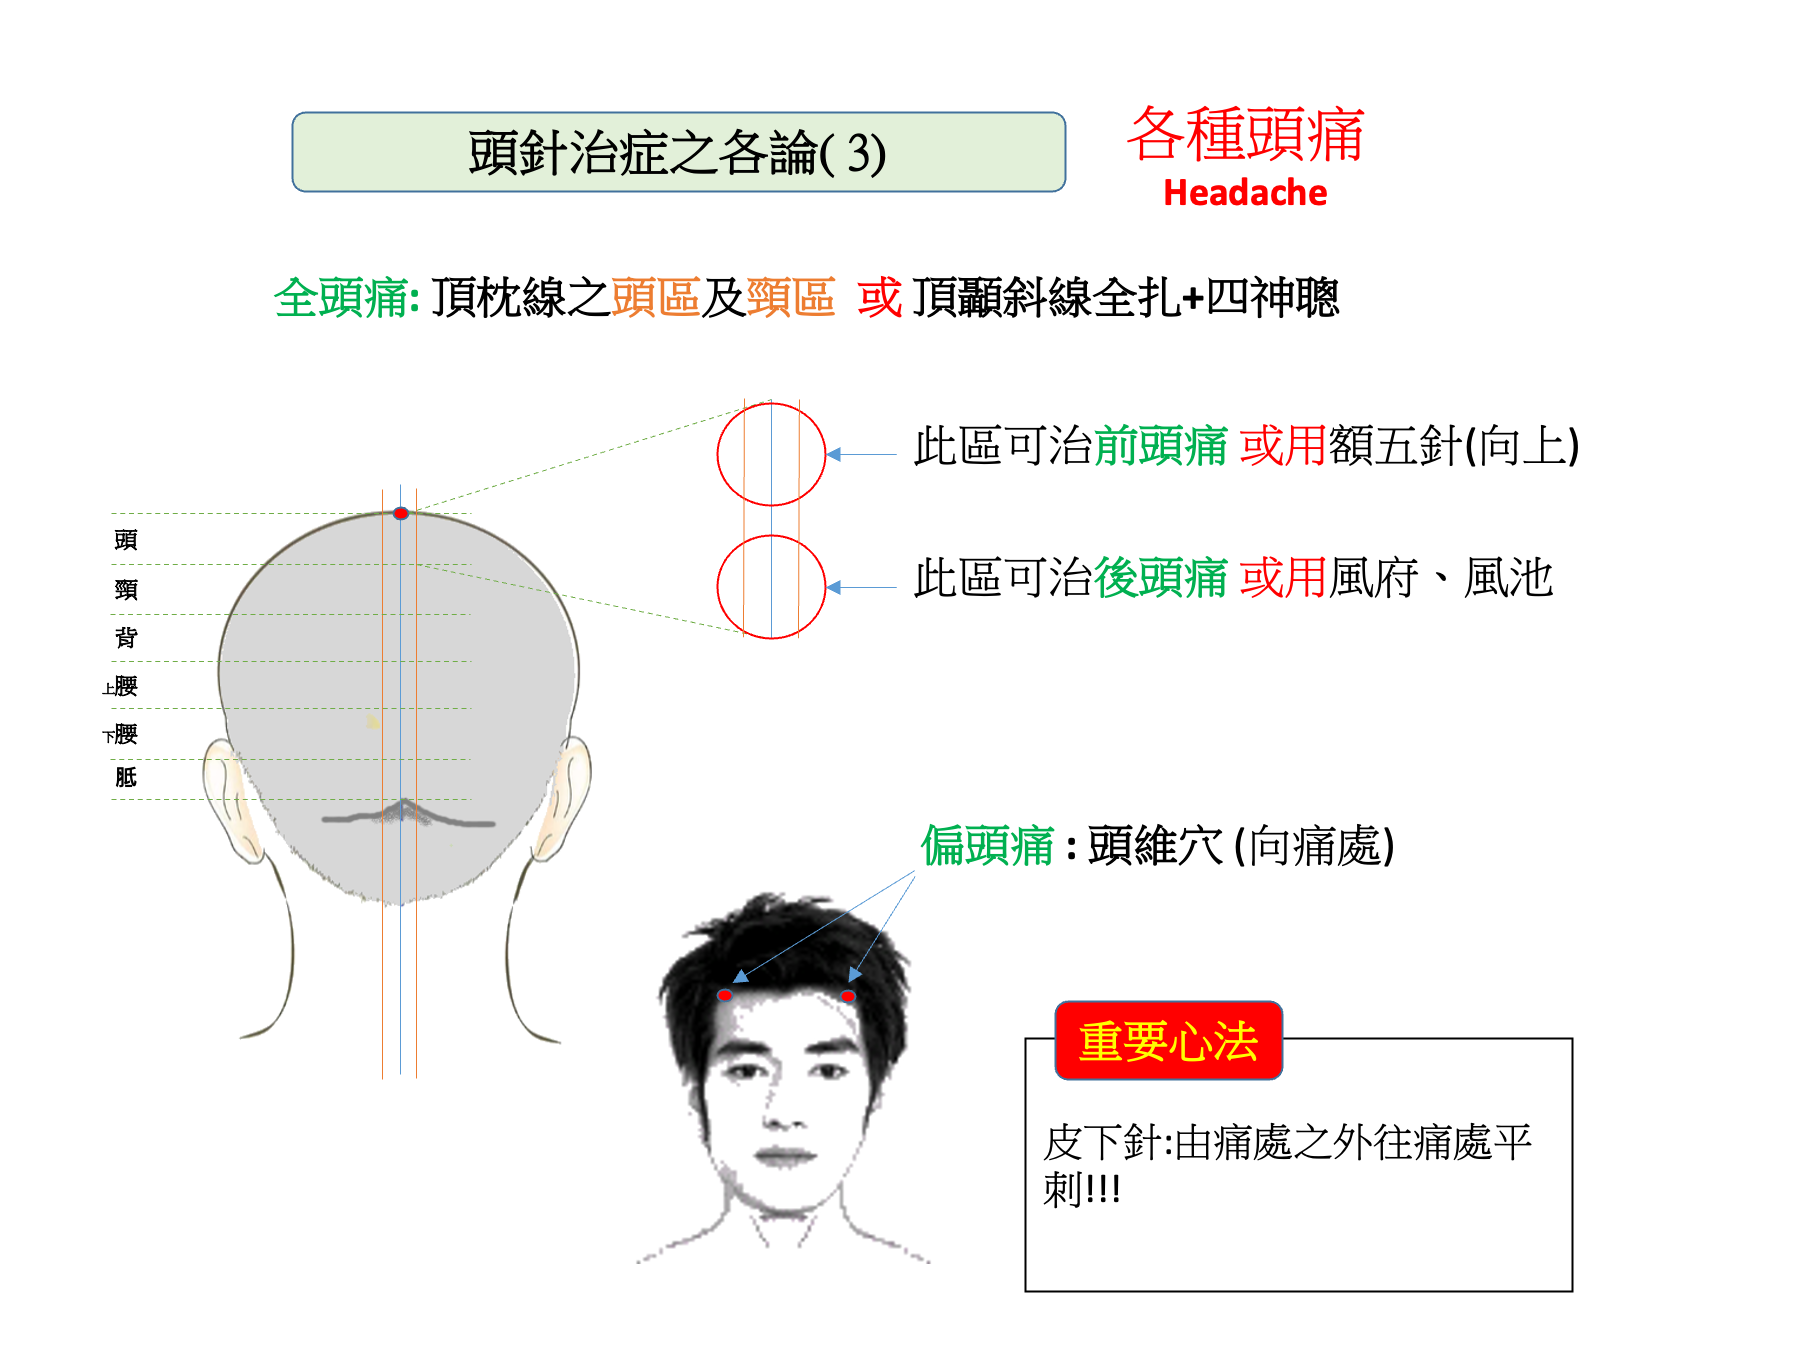 頭針治症之各論( 3)
各種頭痛
Headache
全頭痛: 頂枕線之頭區及頸區 或 頂顳斜線全扎+四神聰
此區可治前頭痛 或用額五針(向上)
此區可治後頭痛 或用風府、風池
頭
頸
背
上腰
下腰
骶
偏頭痛 : 頭維穴 (向痛處)
重要心法
皮下針:由痛處之外往痛處平
刺!!!